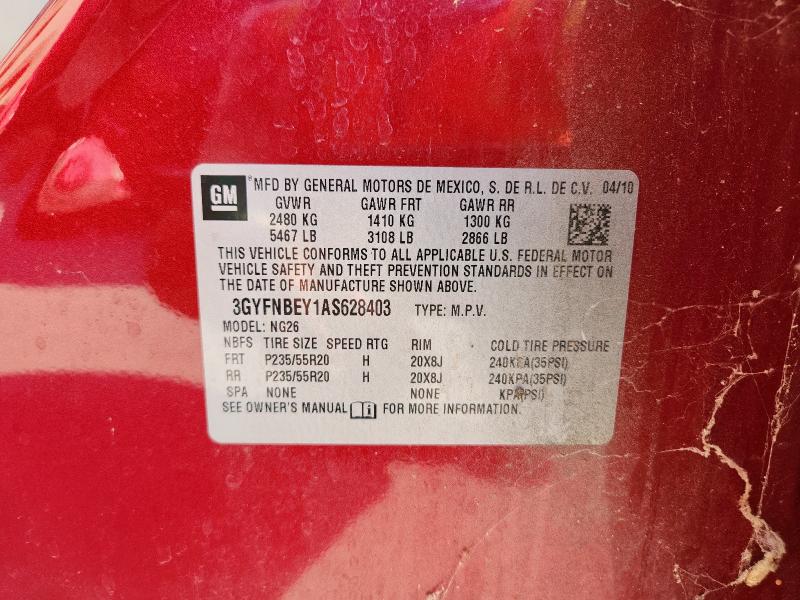 GM ® MFD BY GENERAL MOTORS DE MEXICO, S. DE R.L. DE C.V. 04/10
GVWR GAWR FRT GAWR RR
2480 KG 1410 KG 1300 KG
5467 LB 3108 LB 2866 LB
THIS VEHICLE CONFORMS TO ALL APPLICABLE U.S. FEDERAL MOTOR
VEHICLE SAFETY AND THEFT PREVENTION STANDARDS IN EFFECT ON
THE DATE OF MANUFACTURE SHOWN ABOVE.
3GYFNBEY1AS628403 TYPE: M.P.V.
MODEL: NG26
NBFS TIRE SIZE SPEED RTG RIM COLD TIRE PRESSURE
FRT P235/55R20 H 20X8J 240KPA(35PSI)
RR P235/55R20 H 20X8J 240KPA(35PSI)
SPA NONE NONE KPA(PSI)
SEE OWNER'S MANUAL FOR MORE INFORMATION.